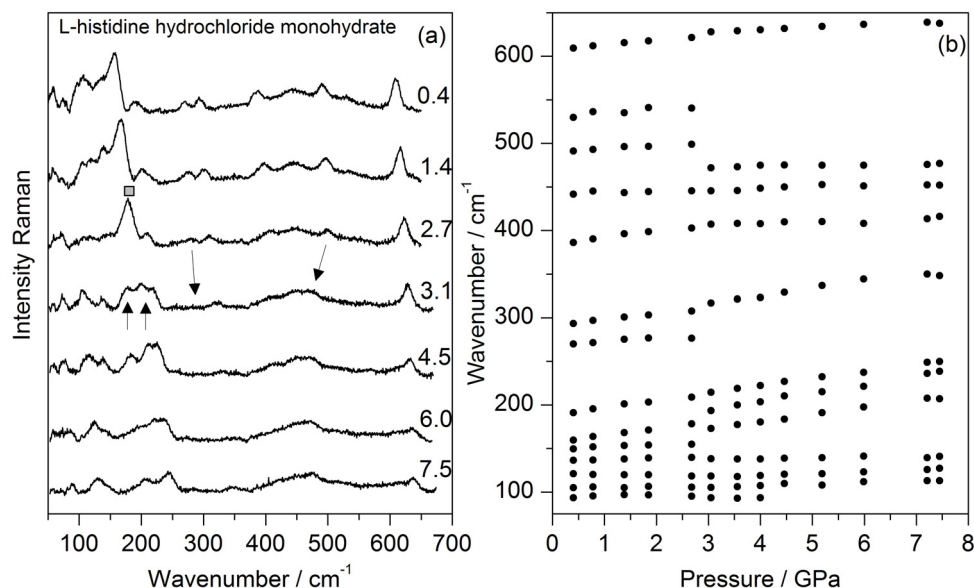 L-histidine hydrochloride monohydrate
(a)
0.4
1.4
2.7
3.1
4.5
6.0
7.5
Intensity Raman
100 200 300 400 500 600 700
Wavenumber / cm⁻¹
0 1 2 3 4 5 6 7 8
(b)
600
500
400
300
200
100
Wavenumber / cm⁻¹
Pressure / GPa